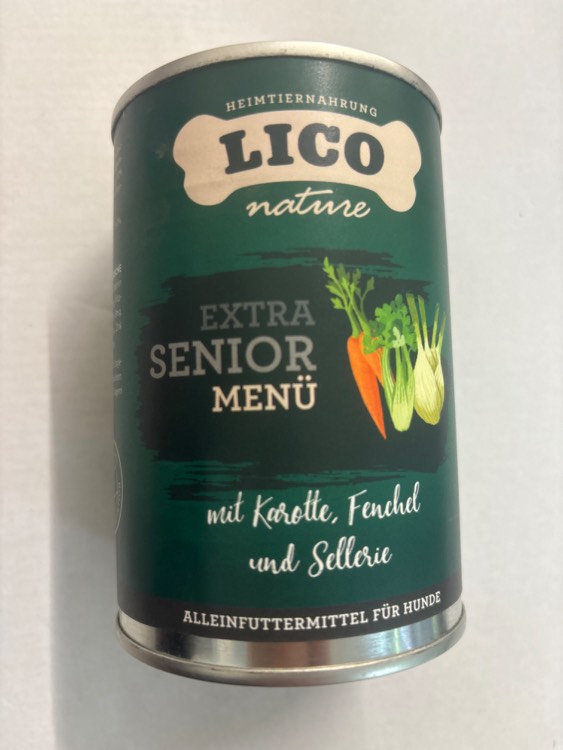 HEIMTIERNAHRUNG
LICO
nature
EXTRA
SENIOR
MENÜ
mit Karotte, Fenchel
und Sellerie
ALLEINFUTTERMITTEL FÜR HUNDE